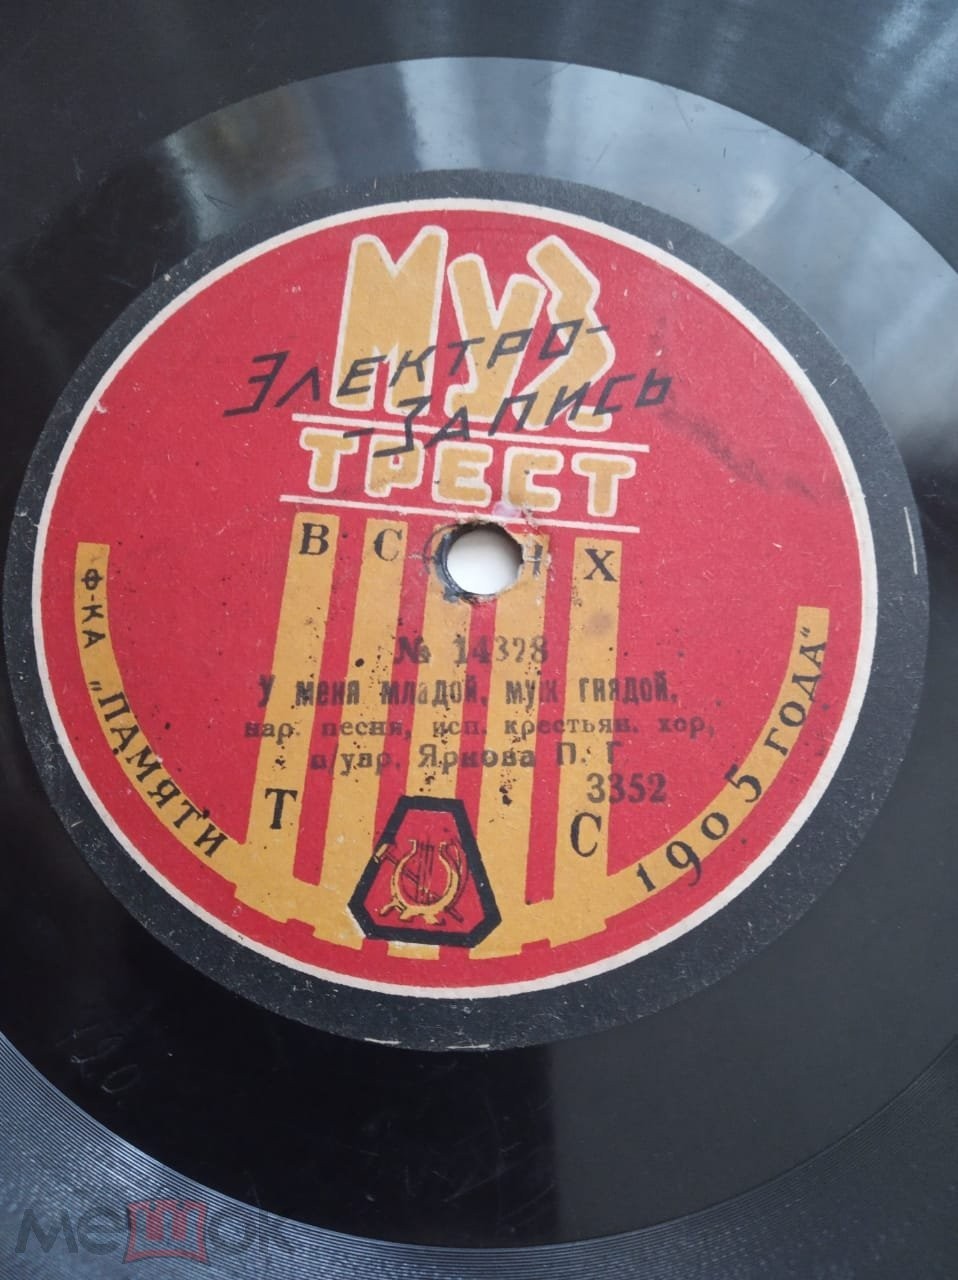 МУЗ
ЭЛЕКТРО-
-ЗАПИСЬ
ТРЕСТ
В С Н Х
Ф-КА „ПАМЯТИ 1905 ГОДА"
№ 14328
У меня младой, муж гнядой,
нар. песня, исп. крестьян. хор,
п/упр. Яркова П. Г.
3352
Т С
мешок